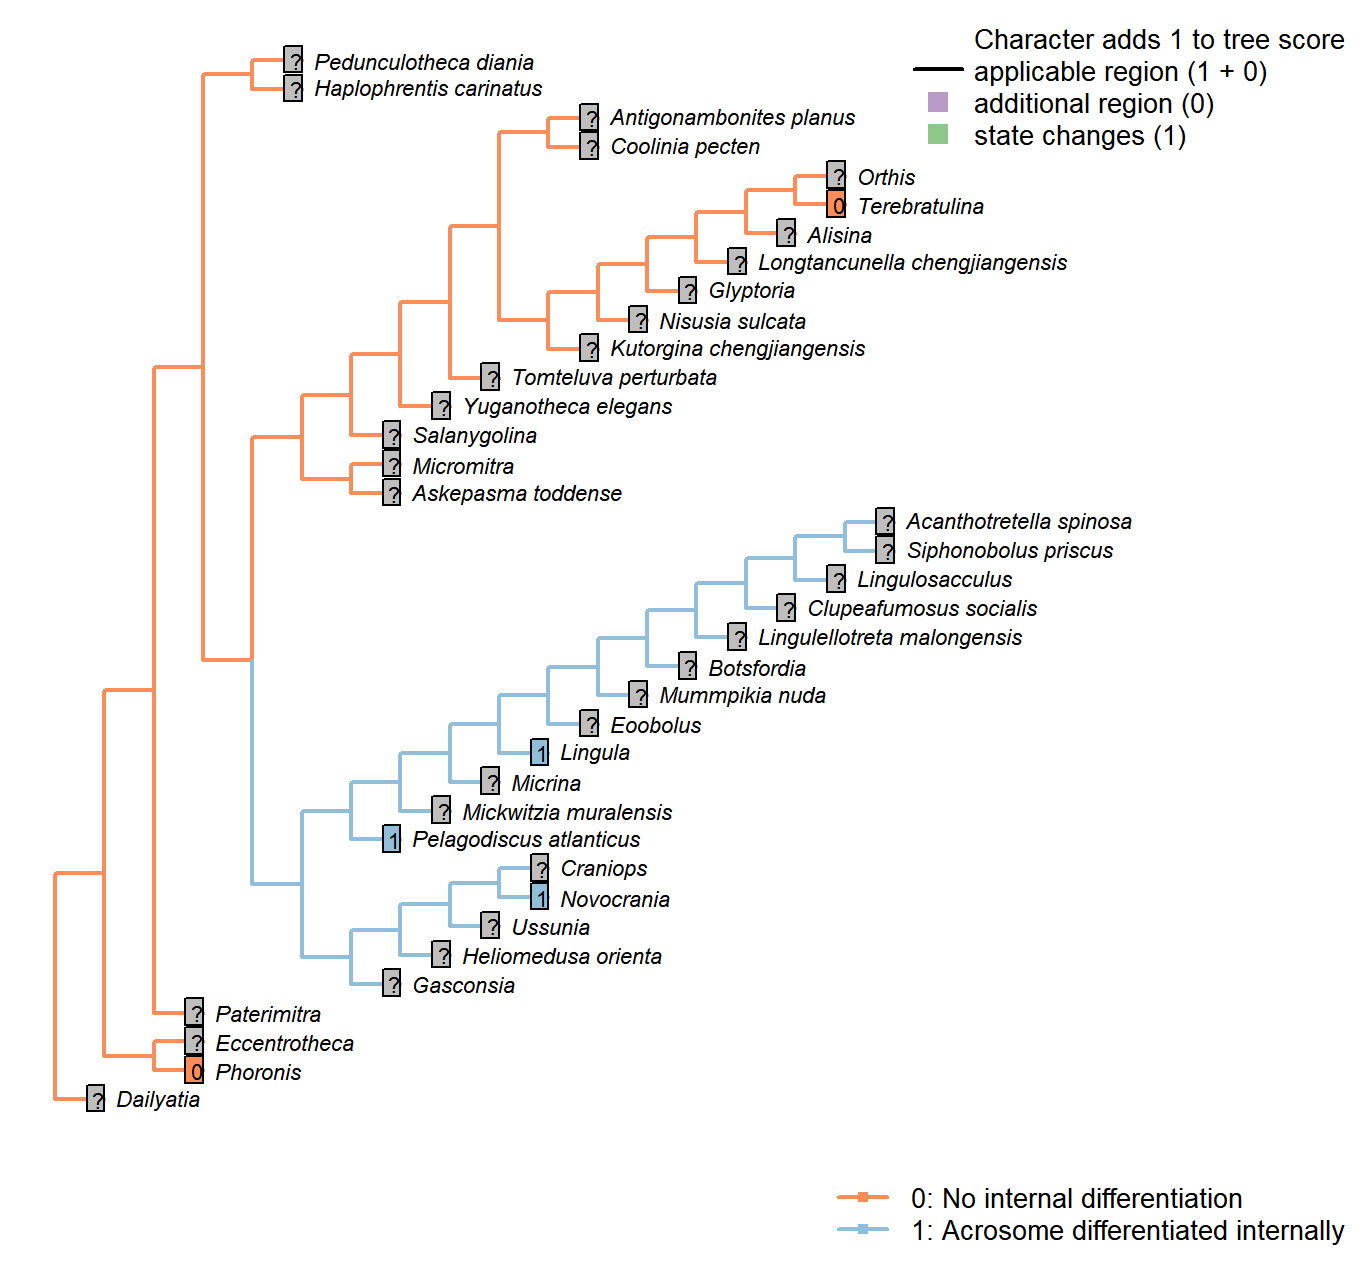 Character adds 1 to tree score
applicable region (1 + 0)
additional region (0)
state changes (1)
? Pedunculotheca diania
? Haplophrentis carinatus
? Antigonambonites planus
? Coolinia pecten
? Orthis
0 Terebratulina
? Alisina
? Longtancunella chengjiangensis
? Glyptoria
? Nisusia sulcata
? Kutorgina chengjiangensis
? Tomteluva perturbata
? Yuganotheca elegans
? Salanygolina
? Micromitra
? Askepasma toddense
? Acanthotretella spinosa
? Siphonobolus priscus
? Lingulosacculus
? Clupeafumosus socialis
? Lingulellotreta malongensis
? Botsfordia
? Mummpikia nuda
? Eoobolus
1 Lingula
? Micrina
? Mickwitzia muralensis
1 Pelagodiscus atlanticus
? Craniops
1 Novocrania
? Ussunia
? Heliomedusa orienta
? Gasconsia
? Paterimitra
? Eccentrotheca
0 Phoronis
? Dailyatia
0: No internal differentiation
1: Acrosome differentiated internally